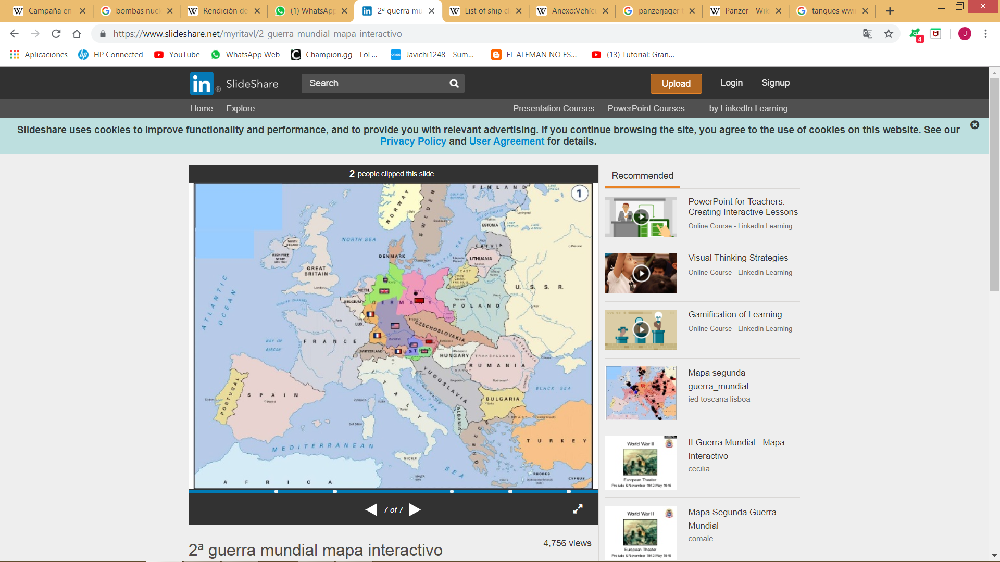 Campaña en
bombas nucl
Rendición de
(1) WhatsApp
2ª guerra mu
List of ship cl
Anexo:Vehícu
panzerjager t
Panzer - Wiki
tanques wwii
https://www.slideshare.net/myritavl/2-guerra-mundial-mapa-interactivo
4
J
Aplicaciones
HP Connected
YouTube
WhatsApp Web
Champion.gg - LoL...
Javichi1248 - Sum...
EL ALEMAN NO ES...
(13) Tutorial: Gran...
in SlideShare
Search
Upload
Login
Signup
Home
Explore
Presentation Courses
PowerPoint Courses
by LinkedIn Learning
Slideshare uses cookies to improve functionality and performance, and to provide you with relevant advertising. If you continue browsing the site, you agree to the use of cookies on this website. See our
Privacy Policy and User Agreement for details.
2 people clipped this slide
1
FINLAND
NORWAY
SWEDEN
ESTONIA
LATVIA
LITHUANIA
NORTH SEA
BALTIC SEA
DENMARK
NORTH IRELAND
IRISH FREE
STATE
GREAT
BRITAIN
London
ATLANTIC
OCEAN
ENGLISH CHANNEL
NETH.
BELGIUM
LUX.
GERMANY
EAST
POLAND
U. S. S. R.
CZECHOSLOVAKIA
Paris
BAY OF
BISCAY
FRANCE
SWITZERLAND
HUNGARY
TRANSYLVANIA
RUMANIA
YUGOSLAVIA
ITALY
ADRIATIC SEA
BLACK SEA
BULGARIA
ALBANIA
GREECE
TURKEY
PORTUGAL
SPAIN
Madrid
CORSICA
SARDINIA
Rome
SICILY
MALTA
MEDITERRANEAN
SEA
CRETE
RHODES
CYPRUS
AFRICA
7 of 7
2ª guerra mundial mapa interactivo
4,756 views
Recommended
PowerPoint for Teachers:
Creating Interactive Lessons
Online Course - LinkedIn Learning
Visual Thinking Strategies
Online Course - LinkedIn Learning
Gamification of Learning
Online Course - LinkedIn Learning
Mapa segunda
guerra_mundial
ied toscana lisboa
World War II
European Theater
Prelude & November 1942-May 1945
II Guerra Mundial - Mapa
Interactivo
cecilia
World War II
European Theater
Prelude & November 1942-May 1945
Mapa Segunda Guerra
Mundial
comale